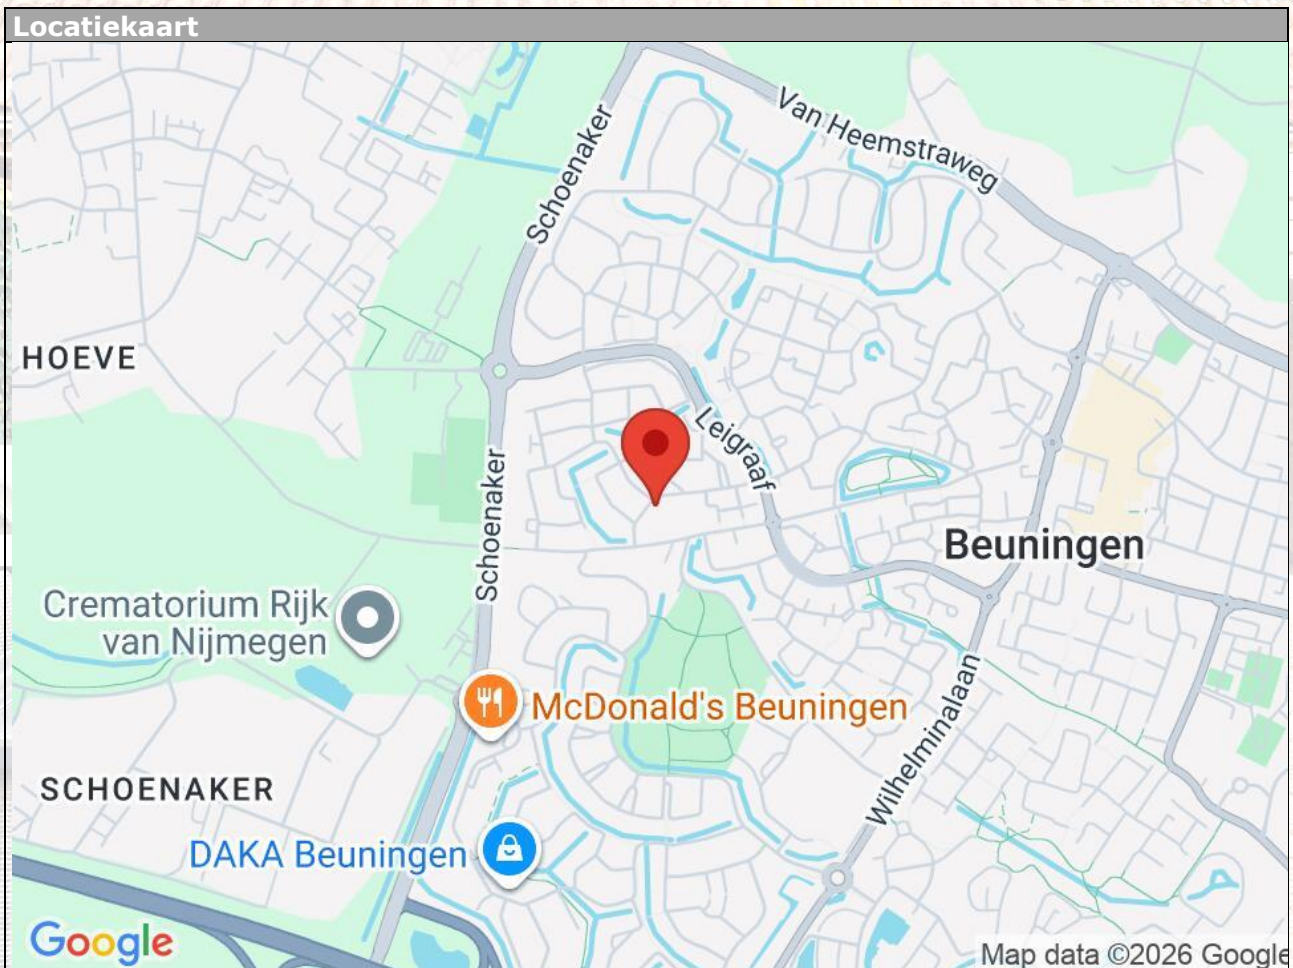 Locatiekaart
Van Heemstraweg
Schoenaker
HOEVE
Leigraaf
Schoenaker
Beuningen
Crematorium Rijk
van Nijmegen
McDonald's Beuningen
Wilhelminalaan
SCHOENAKER
DAKA Beuningen
Google
Map data ©2026 Google